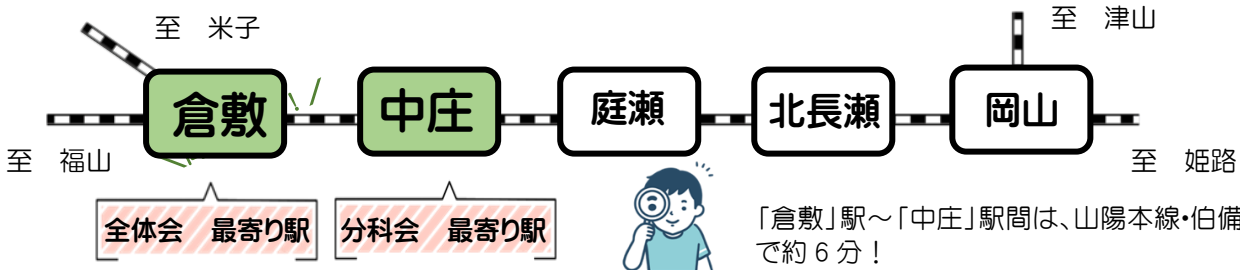 至　米子
至　津山
倉敷
中庄
庭瀬
北長瀬
岡山
至　福山
至　姫路
全体会　最寄り駅
分科会　最寄り駅
「倉敷」駅～「中庄」駅間は、山陽本線・伯備
で約６分！